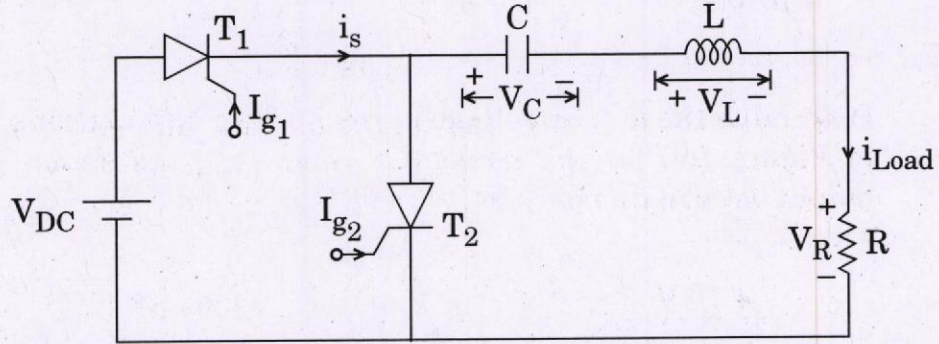 T1 is C L
+ VC - + VL -
Ig1
iLoad
VDC Ig2 T2 + VR - R